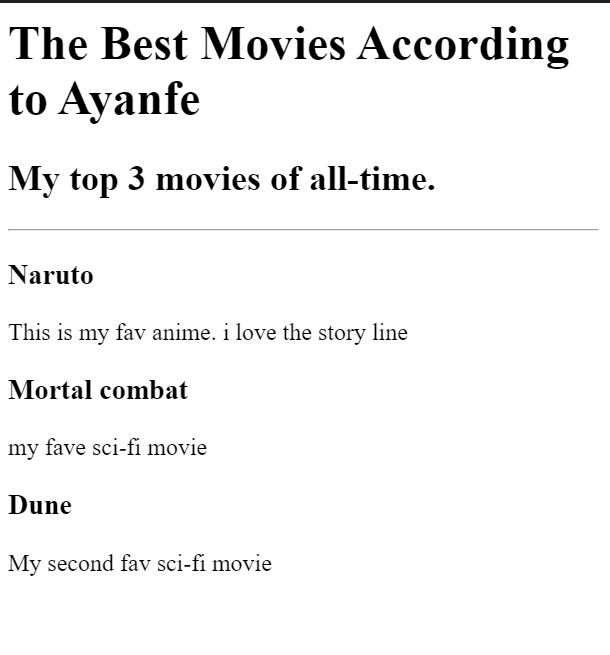 The Best Movies According
to Ayanfe
My top 3 movies of all-time.
Naruto
This is my fav anime. i love the story line
Mortal combat
my fave sci-fi movie
Dune
My second fav sci-fi movie